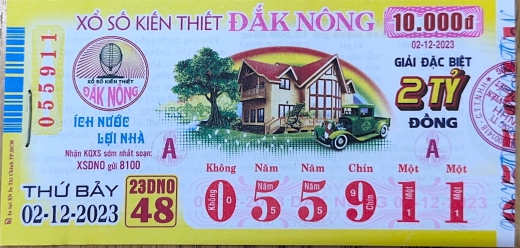 XỔ SỐ KIẾN THIẾT ĐẮK NÔNG
10.000đ
02-12-2023
055911
XỔ SỐ KIẾN THIẾT
ĐẮK NÔNG
GIẢI ĐẶC BIỆT
2 TỶ
ĐỒNG
ÍCH NƯỚC
LỢI NHÀ
Nhận KQXS sớm nhất soạn:
XSDNO gửi 8100
A
A
Không Năm Năm Chín Một Một
0 5 5 9 1 1
THỨ BẢY
02-12-2023
23DNO
48